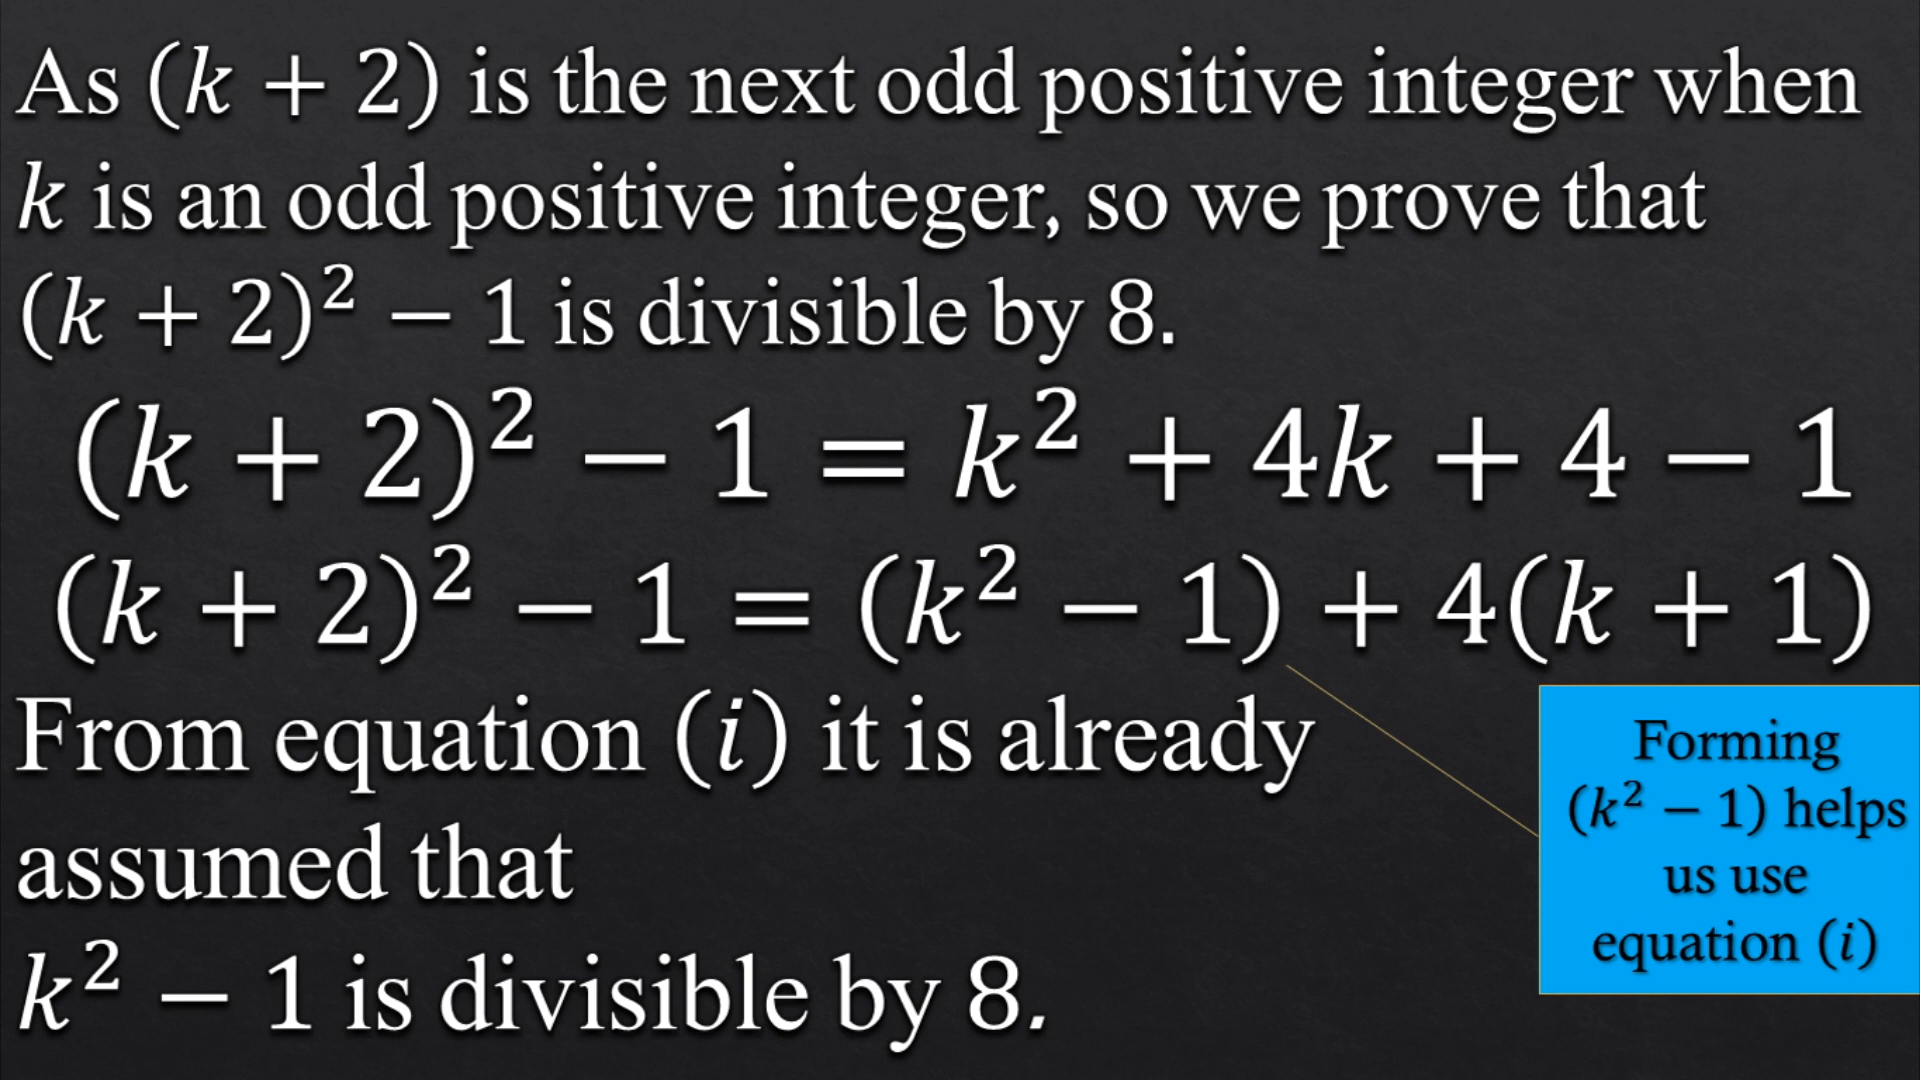 As (k + 2) is the next odd positive integer when
k is an odd positive integer, so we prove that
(k + 2)² − 1 is divisible by 8.
(k + 2)² − 1 = k² + 4k + 4 − 1
(k + 2)² − 1 = (k² − 1) + 4(k + 1)
From equation (i) it is already
assumed that
k² − 1 is divisible by 8.
Forming
(k² − 1) helps
us use
equation (i)